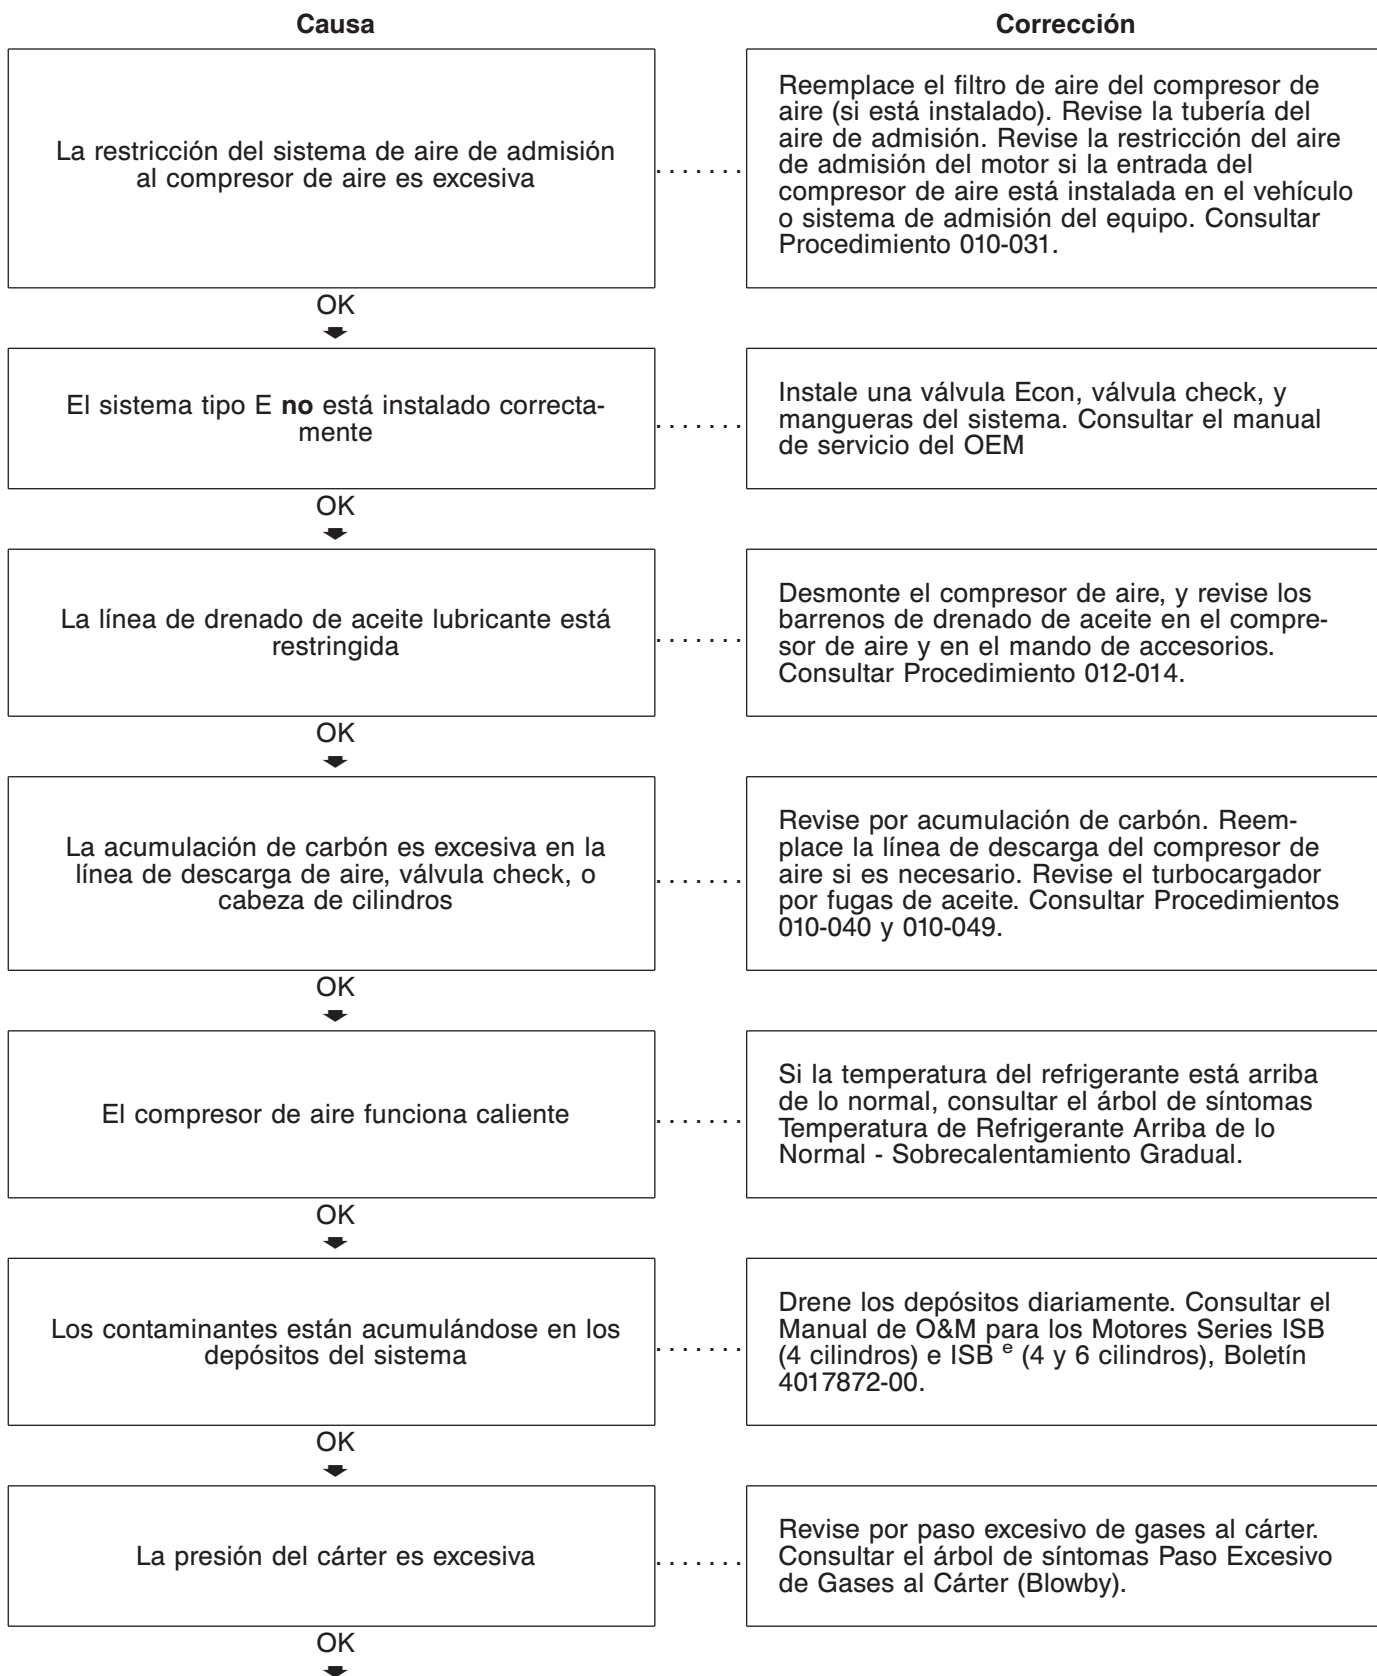 Causa
Corrección
La restricción del sistema de aire de admisión
al compresor de aire es excesiva
.......
Reemplace el filtro de aire del compresor de
aire (si está instalado). Revise la tubería del
aire de admisión. Revise la restricción del aire
de admisión del motor si la entrada del
compresor de aire está instalada en el vehículo
o sistema de admisión del equipo. Consultar
Procedimiento 010-031.
OK
El sistema tipo E no está instalado correcta-
mente
.......
Instale una válvula Econ, válvula check, y
mangueras del sistema. Consultar el manual
de servicio del OEM
OK
La línea de drenado de aceite lubricante está
restringida
.......
Desmonte el compresor de aire, y revise los
barrenos de drenado de aceite en el compre-
sor de aire y en el mando de accesorios.
Consultar Procedimiento 012-014.
OK
La acumulación de carbón es excesiva en la
línea de descarga de aire, válvula check, o
cabeza de cilindros
.......
Revise por acumulación de carbón. Reem-
place la línea de descarga del compresor de
aire si es necesario. Revise el turbocargador
por fugas de aceite. Consultar Procedimientos
010-040 y 010-049.
OK
El compresor de aire funciona caliente
.......
Si la temperatura del refrigerante está arriba
de lo normal, consultar el árbol de síntomas
Temperatura de Refrigerante Arriba de lo
Normal - Sobrecalentamiento Gradual.
OK
Los contaminantes están acumulándose en los
depósitos del sistema
.......
Drene los depósitos diariamente. Consultar el
Manual de O&M para los Motores Series ISB
(4 cilindros) e ISB e (4 y 6 cilindros), Boletín
4017872-00.
OK
La presión del cárter es excesiva
.......
Revise por paso excesivo de gases al cárter.
Consultar el árbol de síntomas Paso Excesivo
de Gases al Cárter (Blowby).
OK